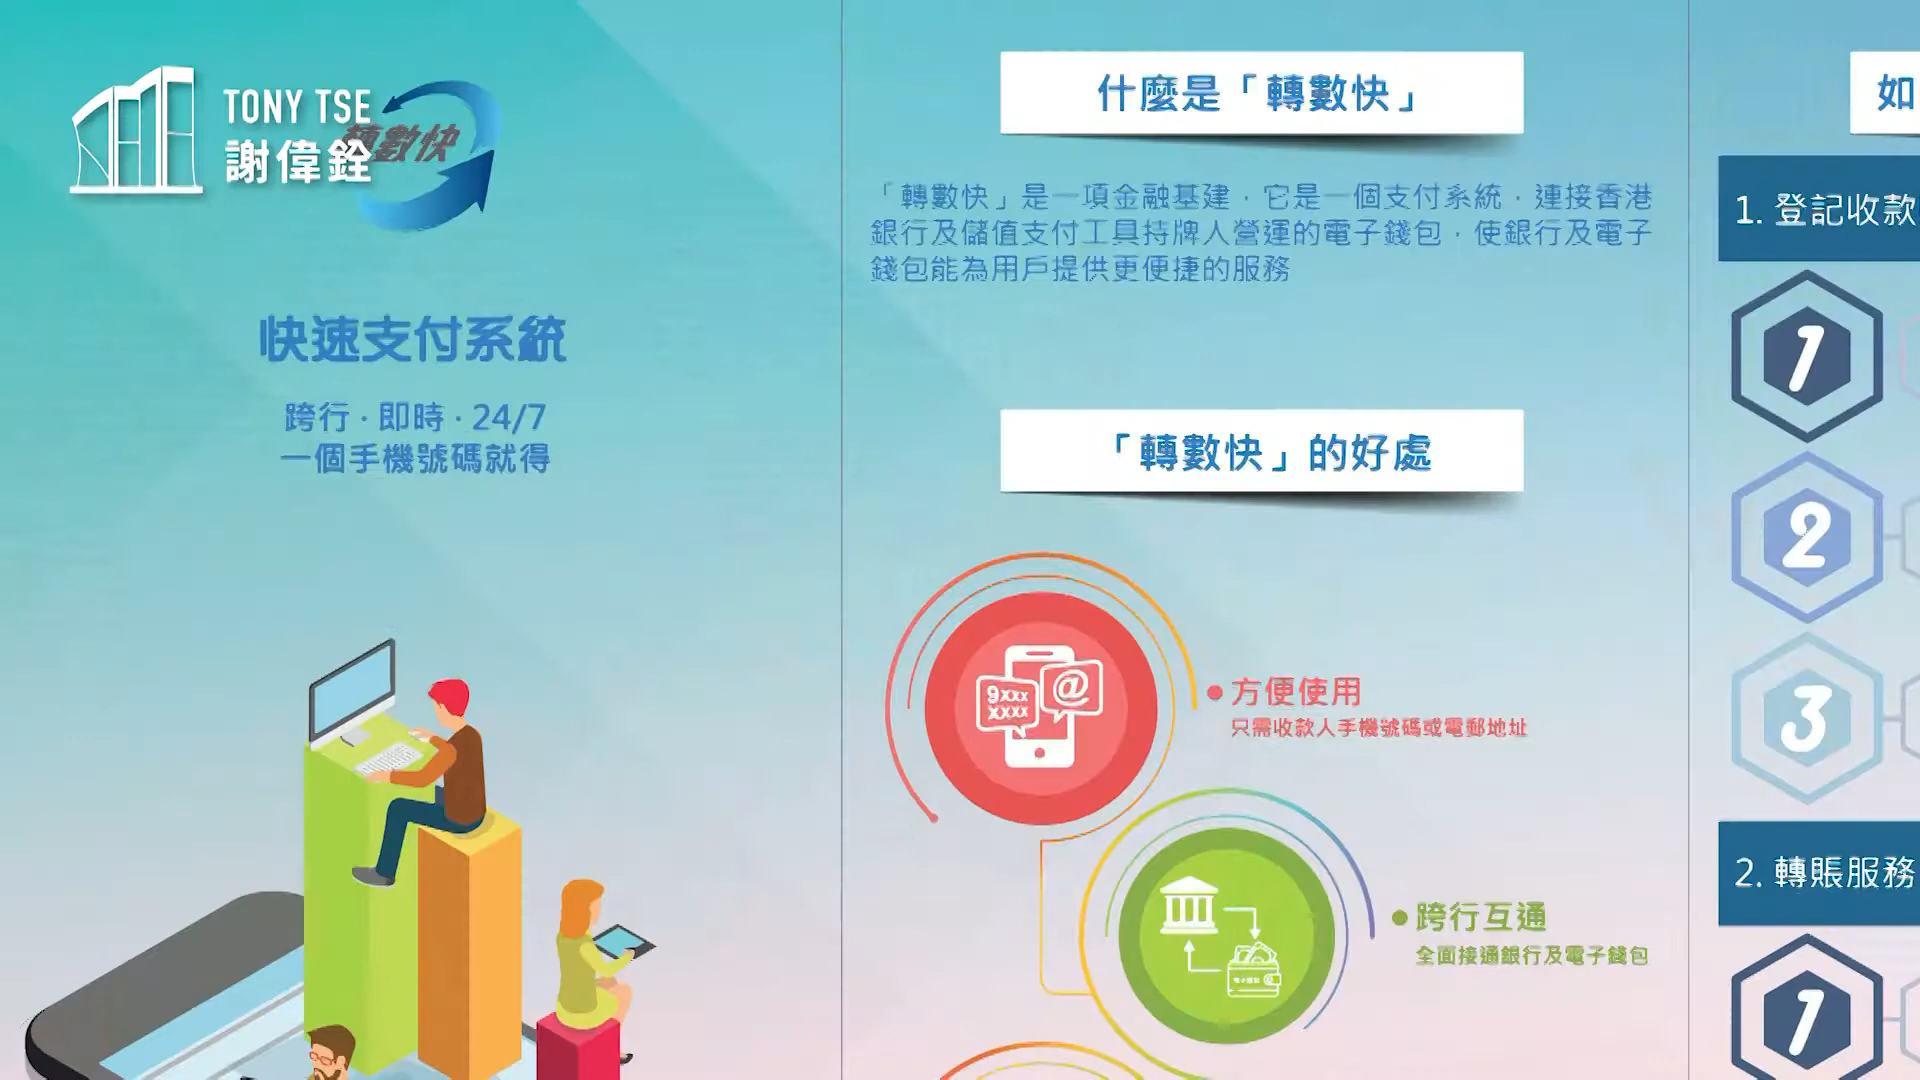 TONY TSE
謝偉銓
轉數快
快速支付系統
跨行·即時·24/7
一個手機號碼就得
什麼是「轉數快」
「轉數快」是一項金融基建，它是一個支付系統，連接香港
銀行及儲值支付工具持牌人營運的電子錢包，使銀行及電子
錢包能為用戶提供更便捷的服務
「轉數快」的好處
9xxx
xxxx
@
方便使用
只需收款人手機號碼或電郵地址
跨行互通
全面接通銀行及電子錢包
電子錢包
如
1. 登記收款
1
2
3
2. 轉賬服務
1